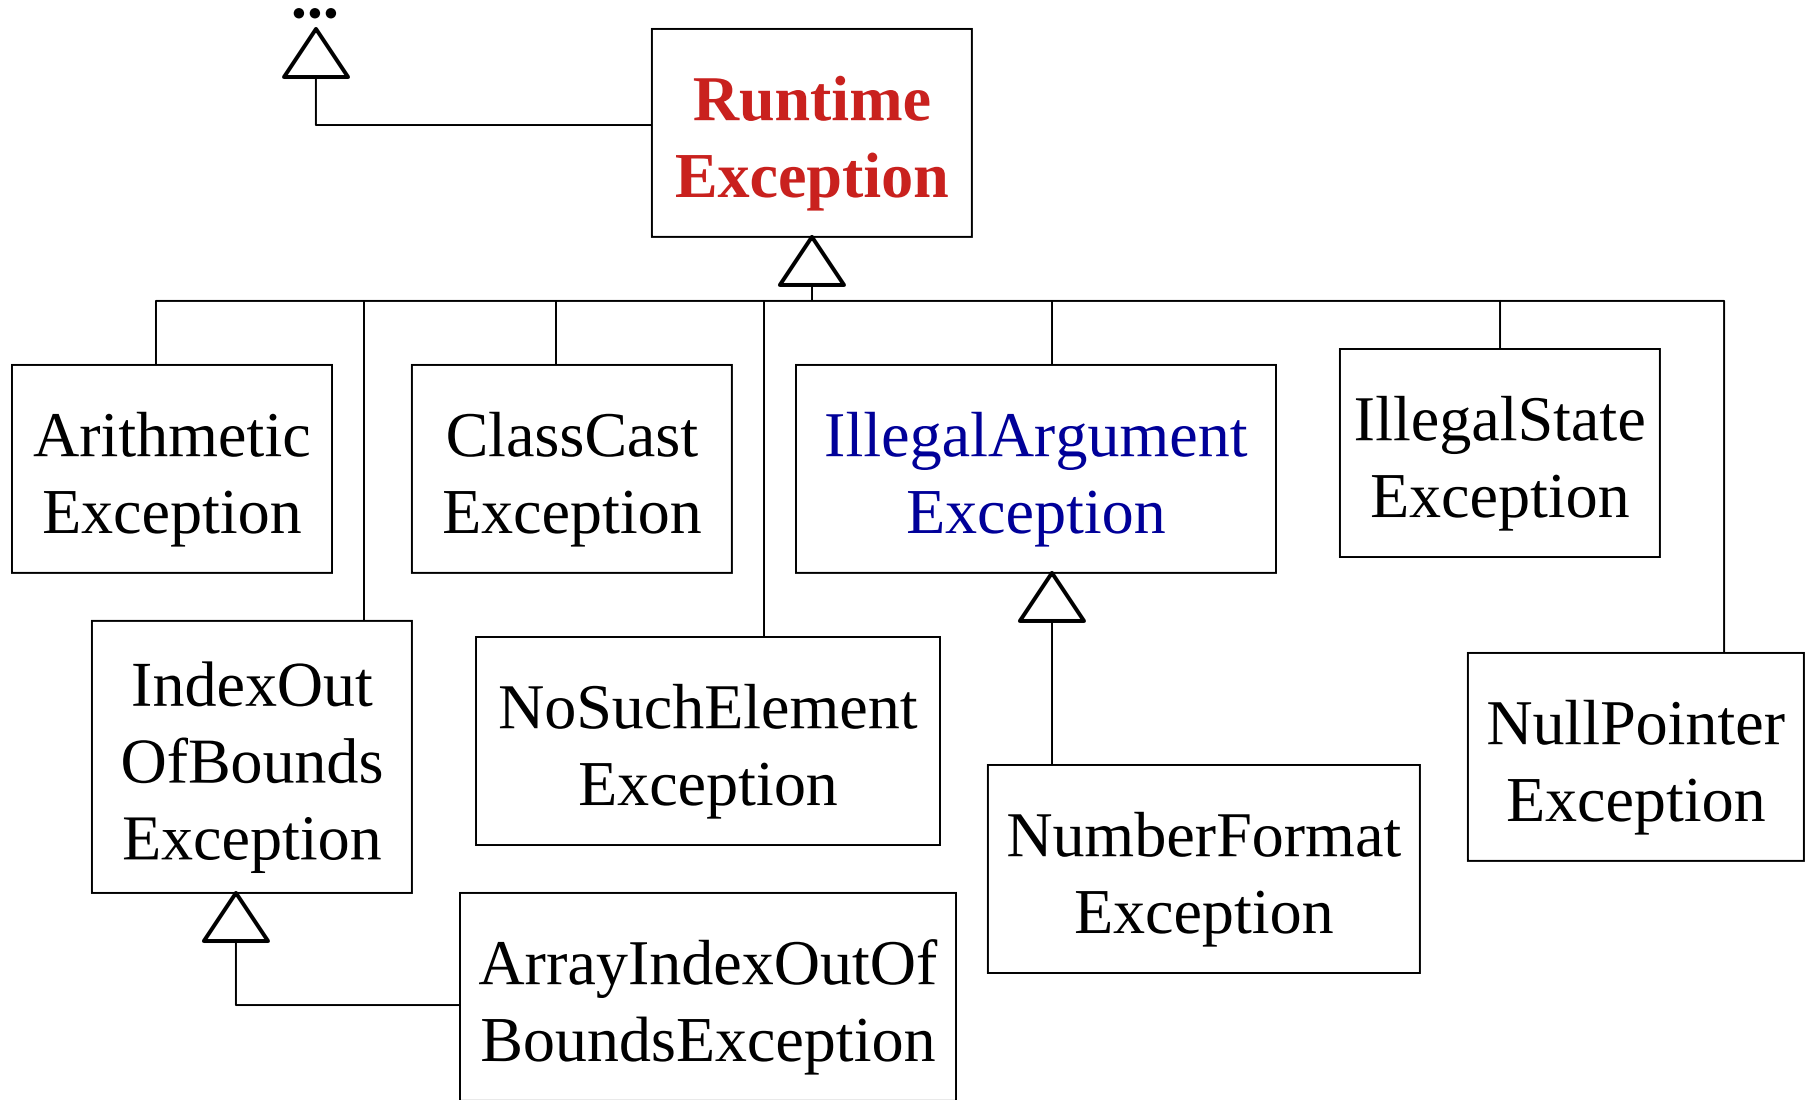 ...
Runtime
Exception
Arithmetic
Exception
ClassCast
Exception
IllegalArgument
Exception
IllegalState
Exception
IndexOut
OfBounds
Exception
NoSuchElement
Exception
NullPointer
Exception
NumberFormat
Exception
ArrayIndexOutOf
BoundsException